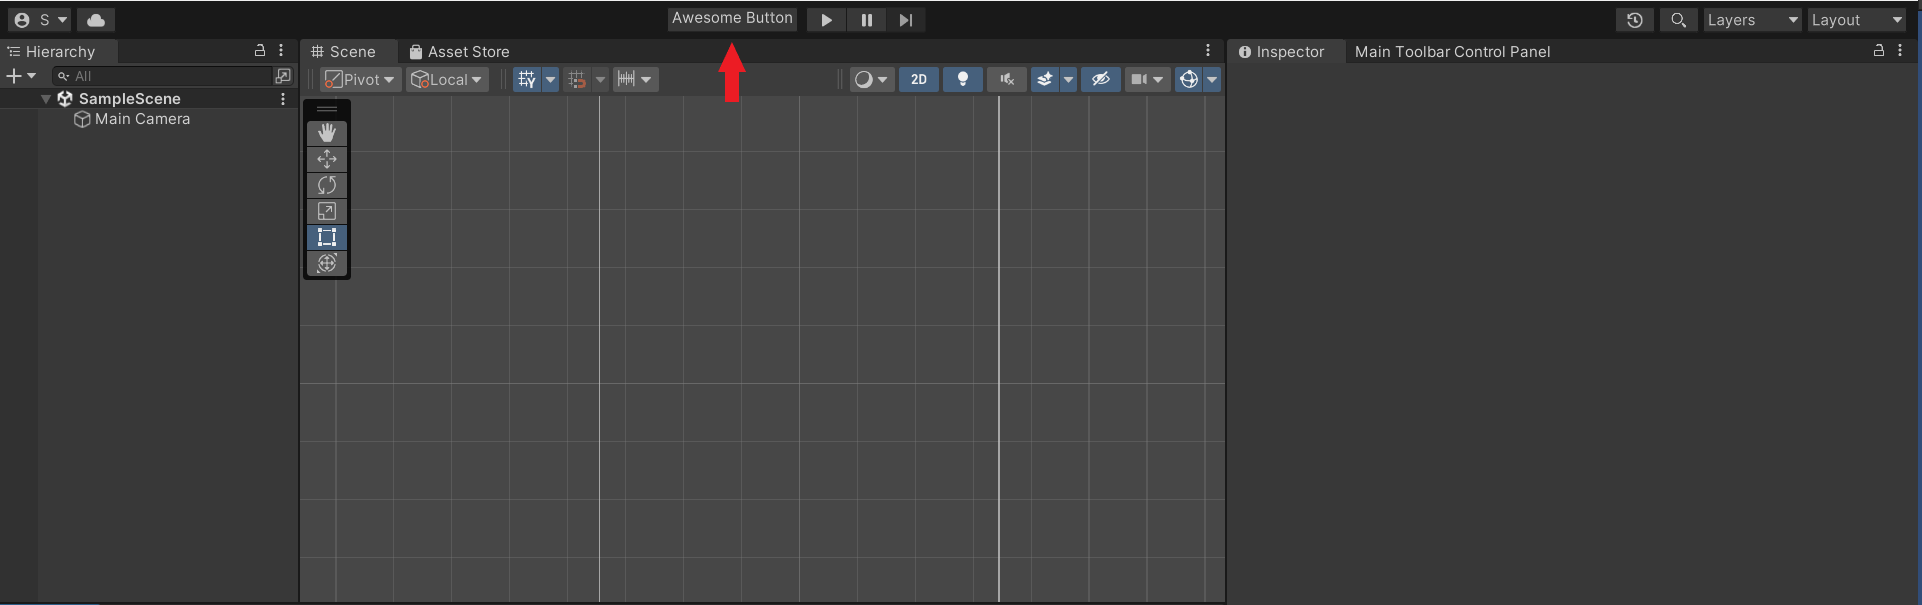 S
Awesome Button
Layers
Layout
Hierarchy
All
SampleScene
Main Camera
Scene
Asset Store
Pivot
Local
2D
Inspector
Main Toolbar Control Panel